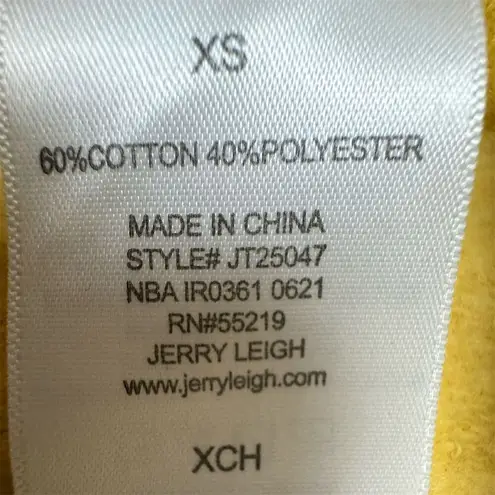 XS
60%COTTON 40%POLYESTER
MADE IN CHINA
STYLE# JT25047
NBA IR0361 0621
RN#55219
JERRY LEIGH
www.jerryleigh.com
XCH